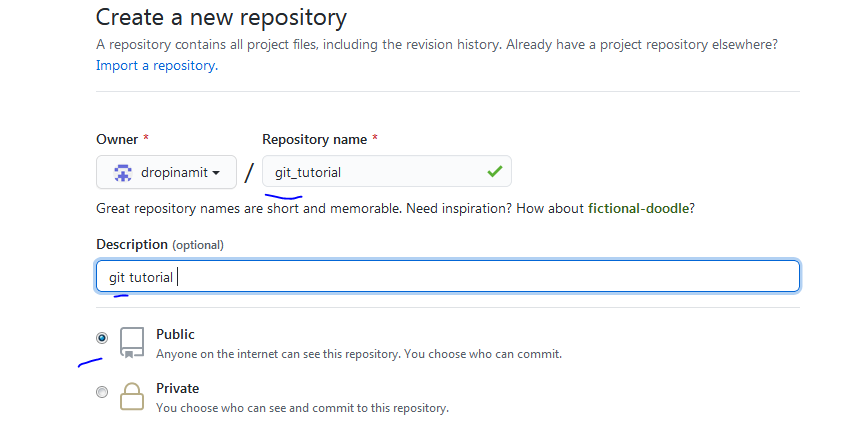 Create a new repository
A repository contains all project files, including the revision history. Already have a project repository elsewhere?
Import a repository.
Owner * Repository name *
dropinamit / git_tutorial
Great repository names are short and memorable. Need inspiration? How about fictional-doodle?
Description (optional)
git tutorial
Public
Anyone on the internet can see this repository. You choose who can commit.
Private
You choose who can see and commit to this repository.